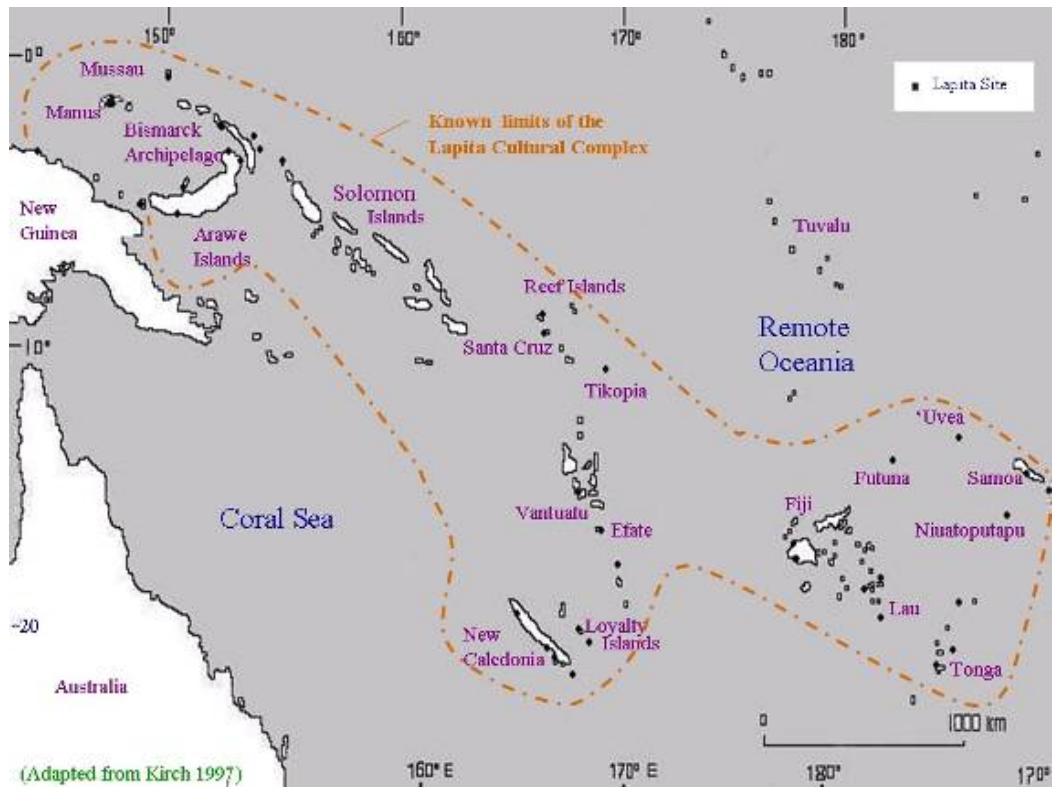 150°
160°
170°
180°
0°
Mussau
Manus
Bismarck
Archipelago
Known limits of the
Lapita Cultural Complex
Lapita Site
New
Guinea
Solomon
Islands
Arawe
Islands
Tuvalu
Reef Islands
Santa Cruz
Remote
Oceania
10°
Tikopia
'Uvea
Futuna
Samoa
Coral Sea
Vantuatu
Fiji
Niuatoputapu
Efate
Lau
-20
New
Caledonia
Loyalty
Islands
Tonga
Australia
0
1000 km
(Adapted from Kirch 1997)
160° E
170° E
180°
170°